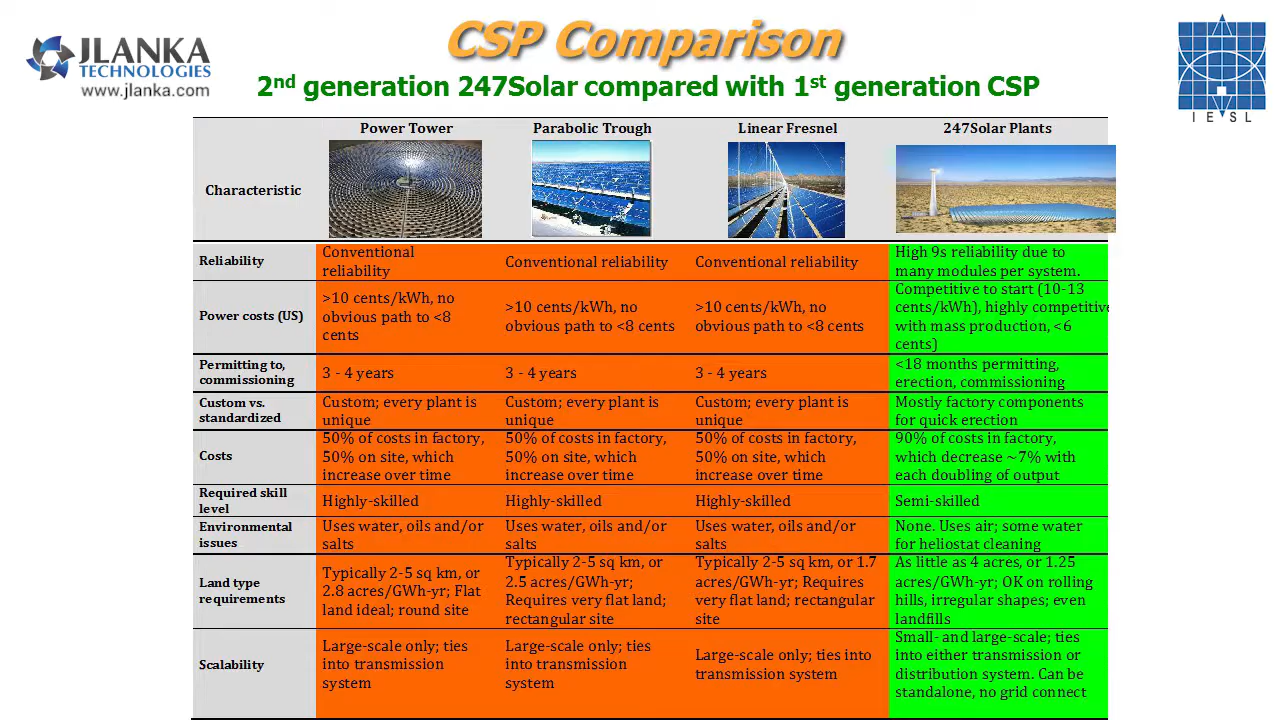 JLANKA
TECHNOLOGIES
www.jlanka.com
CSP Comparison
2nd generation 247Solar compared with 1st generation CSP
I E S L
Characteristic
Power Tower
Parabolic Trough
Linear Fresnel
247Solar Plants
Reliability
Conventional
reliability
Conventional reliability
Conventional reliability
High 9s reliability due to
many modules per system.
Power costs (US)
>10 cents/kWh, no
obvious path to <8
cents
>10 cents/kWh, no
obvious path to <8 cents
>10 cents/kWh, no
obvious path to <8 cents
Competitive to start (10-13
cents/kWh), highly competitive
with mass production, <6
cents)
Permitting to,
commissioning
3 - 4 years
3 - 4 years
3 - 4 years
<18 months permitting,
erection, commissioning
Custom vs.
standardized
Custom; every plant is
unique
Custom; every plant is
unique
Custom; every plant is
unique
Mostly factory components
for quick erection
Costs
50% of costs in factory,
50% on site, which
increase over time
50% of costs in factory,
50% on site, which
increase over time
50% of costs in factory,
50% on site, which
increase over time
90% of costs in factory,
which decrease ~7% with
each doubling of output
Required skill
level
Highly-skilled
Highly-skilled
Highly-skilled
Semi-skilled
Environmental
issues
Uses water, oils and/or
salts
Uses water, oils and/or
salts
Uses water, oils and/or
salts
None. Uses air; some water
for heliostat cleaning
Land type
requirements
Typically 2-5 sq km, or
2.8 acres/GWh-yr; Flat
land ideal; round site
Typically 2-5 sq km, or
2.5 acres/GWh-yr;
Requires very flat land;
rectangular site
Typically 2-5 sq km, or 1.7
acres/GWh-yr; Requires
very flat land; rectangular
site
As little as 4 acres, or 1.25
acres/GWh-yr; OK on rolling
hills, irregular shapes; even
landfills
Scalability
Large-scale only; ties
into transmission
system
Large-scale only; ties
into transmission
system
Large-scale only; ties into
transmission system
Small- and large-scale; ties
into either transmission or
distribution system. Can be
standalone, no grid connect